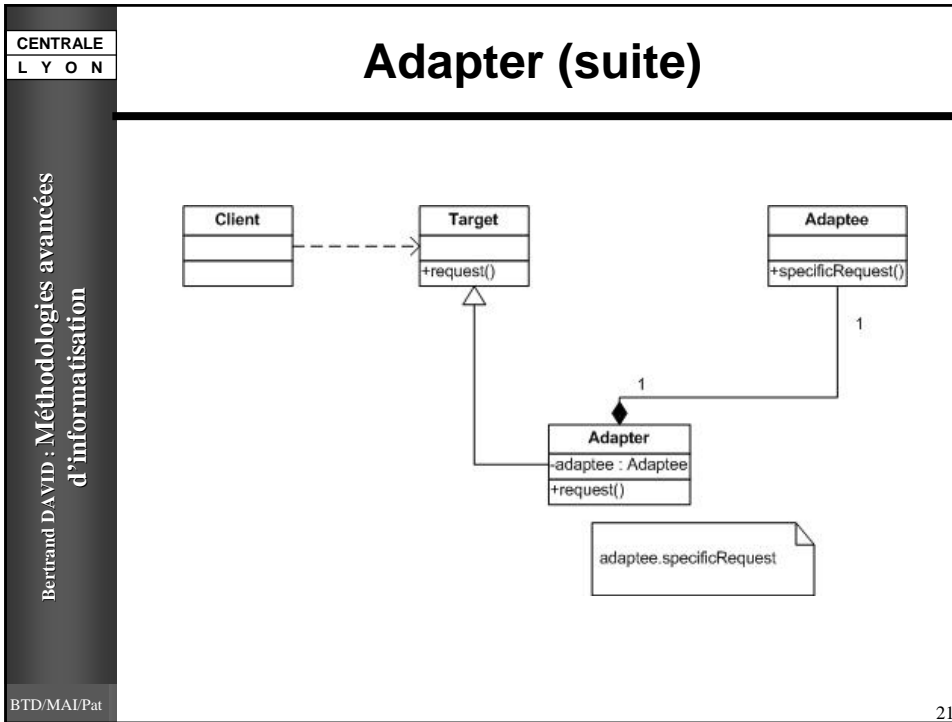 CENTRALE
L Y O N
Adapter (suite)
Bertrand DAVID : Méthodologies avancées
d’informatisation
Client
Target
+request()
Adaptee
+specificRequest()
1
1
Adapter
-adaptee : Adaptee
+request()
adaptee.specificRequest
BTD/MAI/Pat
21